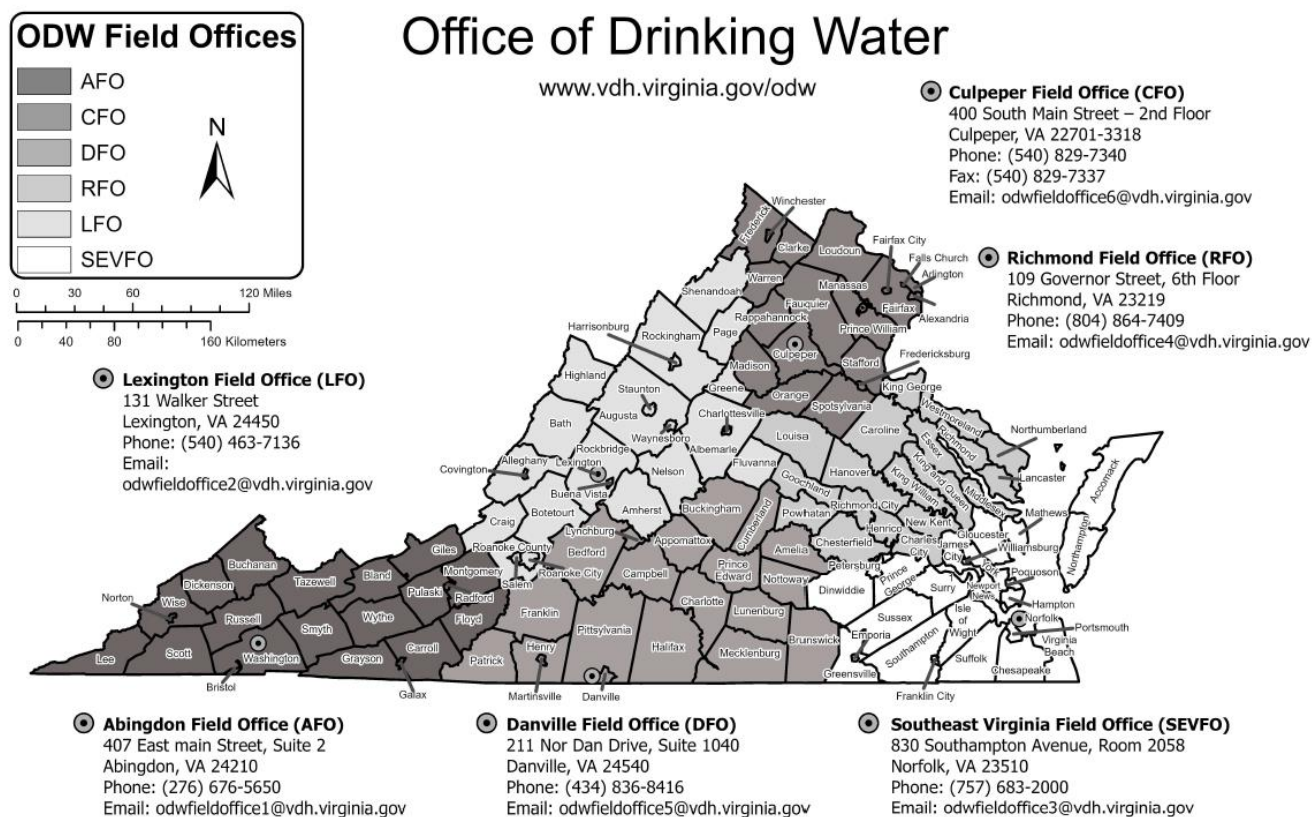 ODW Field Offices
AFO
CFO
DFO
RFO
LFO
SEVFO
N
0 30 60 120 Miles
0 40 80 160 Kilometers
Office of Drinking Water
www.vdh.virginia.gov/odw
Culpeper Field Office (CFO)
400 South Main Street – 2nd Floor
Culpeper, VA 22701-3318
Phone: (540) 829-7340
Fax: (540) 829-7337
Email: odwfieldoffice6@vdh.virginia.gov
Richmond Field Office (RFO)
109 Governor Street, 6th Floor
Richmond, VA 23219
Phone: (804) 864-7409
Email: odwfieldoffice4@vdh.virginia.gov
Lexington Field Office (LFO)
131 Walker Street
Lexington, VA 24450
Phone: (540) 463-7136
Email:
odwfieldoffice2@vdh.virginia.gov
Winchester
Frederick
Clarke
Loudoun
Fairfax City
Falls Church
Arlington
Warren
Manassas
Fairfax
Alexandria
Shenandoah
Fauquier
Rappahannock
Prince William
Harrisonburg
Rockingham
Page
Culpeper
Stafford
Fredericksburg
Madison
Highland
Greene
King George
Staunton
Orange
Spotsylvania
Westmoreland
Augusta
Charlottesville
Northumberland
Bath
Waynesboro
Albemarle
Louisa
Caroline
Essex
Richmond
Rockbridge
Lexington
Alleghany
Covington
Nelson
Fluvanna
Hanover
King and Queen
King William
Lancaster
Buena Vista
Goochland
Middlesex
Accomack
Botetourt
Amherst
Buckingham
Cumberland
Powhatan
Richmond City
Mathews
Craig
Lynchburg
Appomattox
Henrico
New Kent
Gloucester
Northampton
Roanoke County
Bedford
Amelia
Chesterfield
Charles City
James City
Williamsburg
Giles
Salem
Roanoke City
Campbell
Prince Edward
Nottoway
Petersburg
York
Poquoson
Buchanan
Bland
Montgomery
Dinwiddie
Prince George
Surry
Newport News
Hampton
Dickenson
Tazewell
Pulaski
Radford
Franklin
Charlotte
Lunenburg
Norfolk
Norton
Wise
Russell
Smyth
Wythe
Floyd
Pittsylvania
Sussex
Isle of Wight
Portsmouth
Lee
Scott
Washington
Grayson
Carroll
Patrick
Henry
Halifax
Mecklenburg
Brunswick
Emporia
Southampton
Suffolk
Virginia Beach
Bristol
Galax
Martinsville
Danville
Greensville
Franklin City
Chesapeake
Abingdon Field Office (AFO)
407 East main Street, Suite 2
Abingdon, VA 24210
Phone: (276) 676-5650
Email: odwfieldoffice1@vdh.virginia.gov
Danville Field Office (DFO)
211 Nor Dan Drive, Suite 1040
Danville, VA 24540
Phone: (434) 836-8416
Email: odwfieldoffice5@vdh.virginia.gov
Southeast Virginia Field Office (SEVFO)
830 Southampton Avenue, Room 2058
Norfolk, VA 23510
Phone: (757) 683-2000
Email: odwfieldoffice3@vdh.virginia.gov